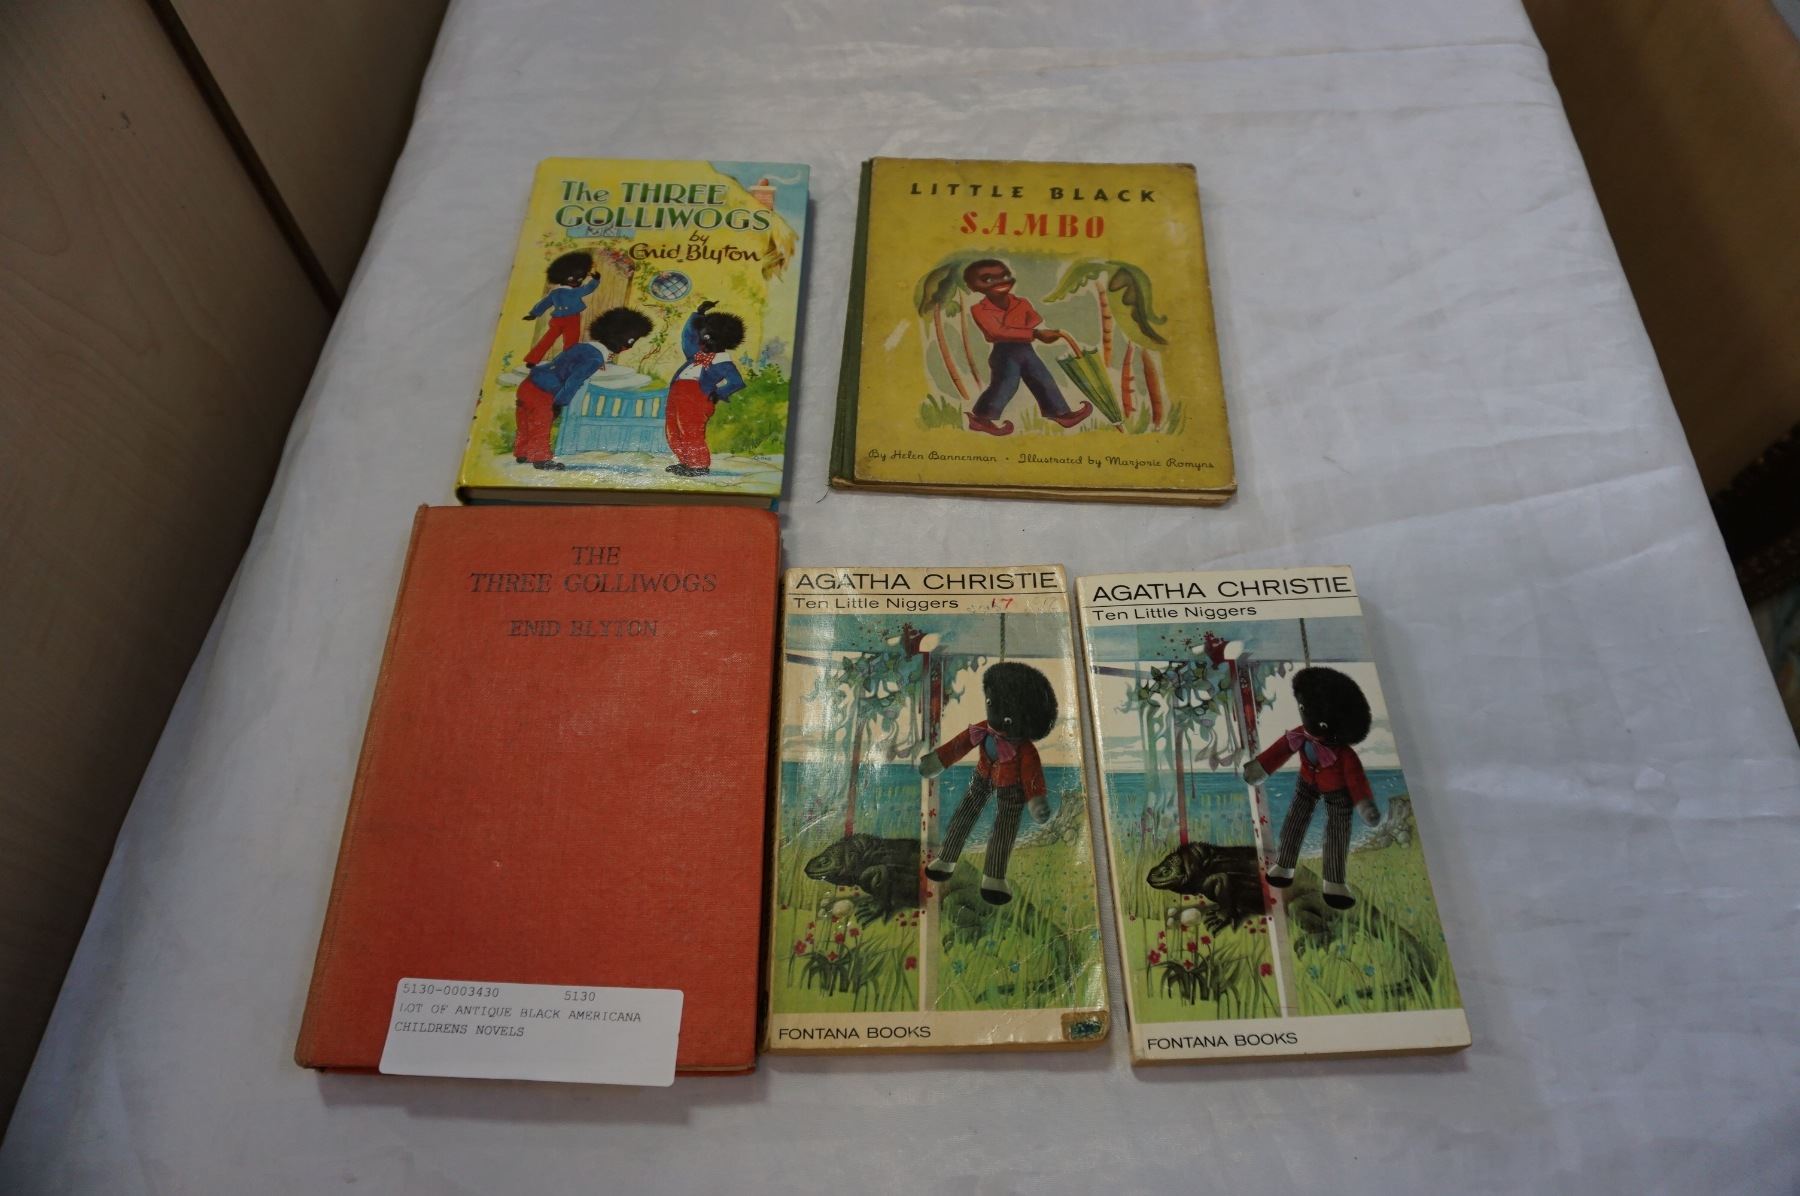 The THREE
GOLLIWOGS
by
Enid Blyton
LITTLE BLACK
SAMBO
By Helen Bannerman · Illustrated by Marjorie Romyns
THE
THREE GOLLIWOGS
ENID BLYTON
5130-0003430 5130
LOT OF ANTIQUE BLACK AMERICANA
CHILDRENS NOVELS
AGATHA CHRISTIE
Ten Little Niggers 17
FONTANA BOOKS
AGATHA CHRISTIE
Ten Little Niggers
FONTANA BOOKS